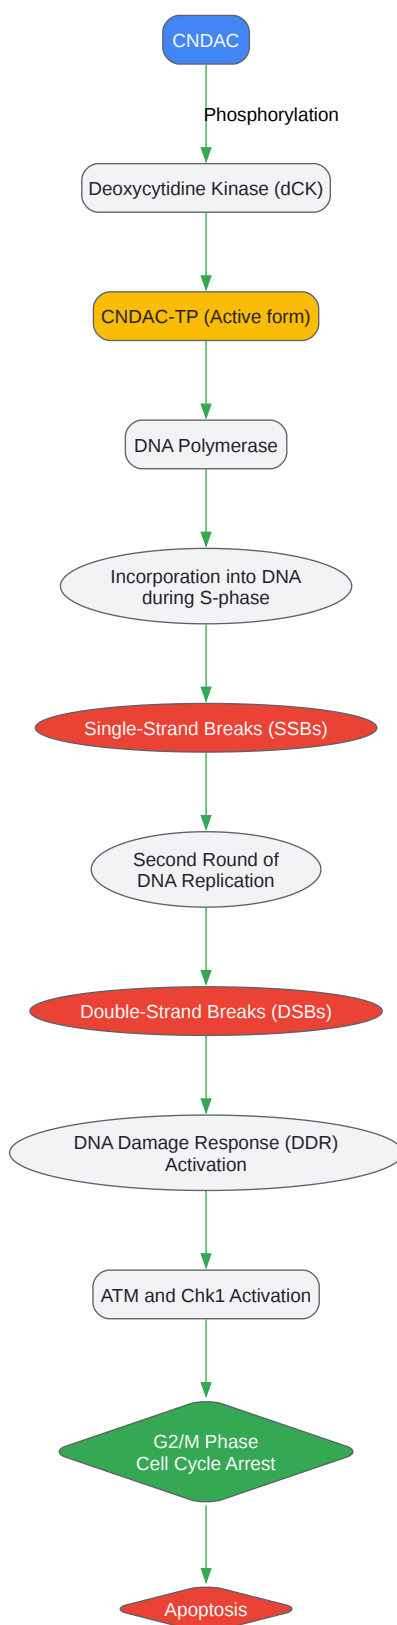 CNDAC
Phosphorylation
Deoxycytidine Kinase (dCK)
CNDAC-TP (Active form)
DNA Polymerase
Incorporation into DNA
during S-phase
Single-Strand Breaks (SSBs)
Second Round of
DNA Replication
Double-Strand Breaks (DSBs)
DNA Damage Response (DDR)
Activation
ATM and Chk1 Activation
G2/M Phase
Cell Cycle Arrest
Apoptosis